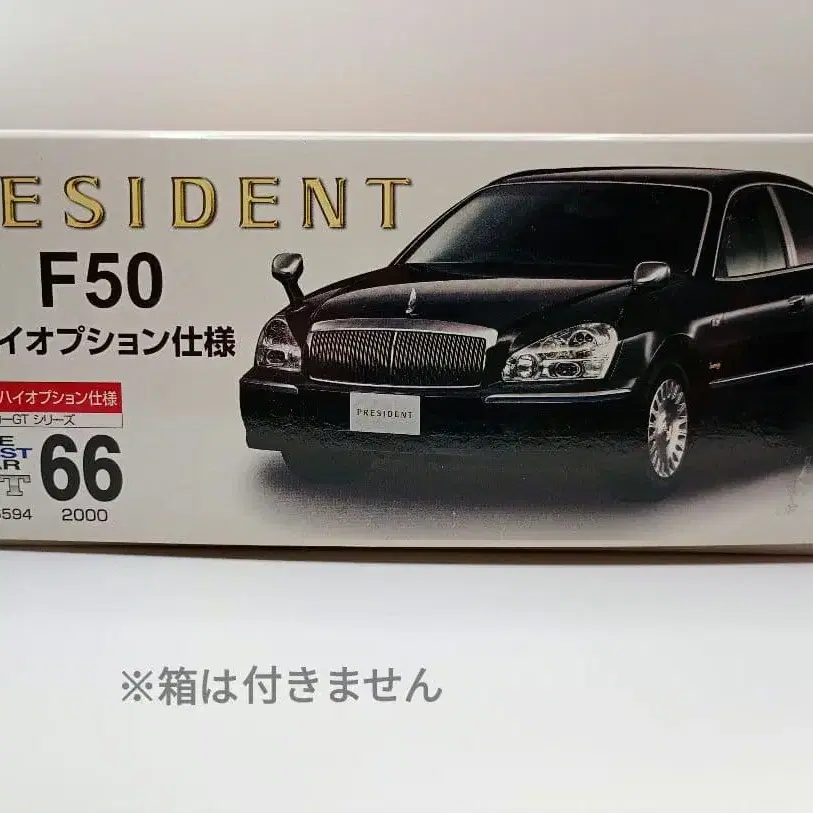 ESIDENT
F50
イオプション仕様
ハイオプション仕様
GT シリーズ
ST
66
594 2000
PRESIDENT
※箱は付きません